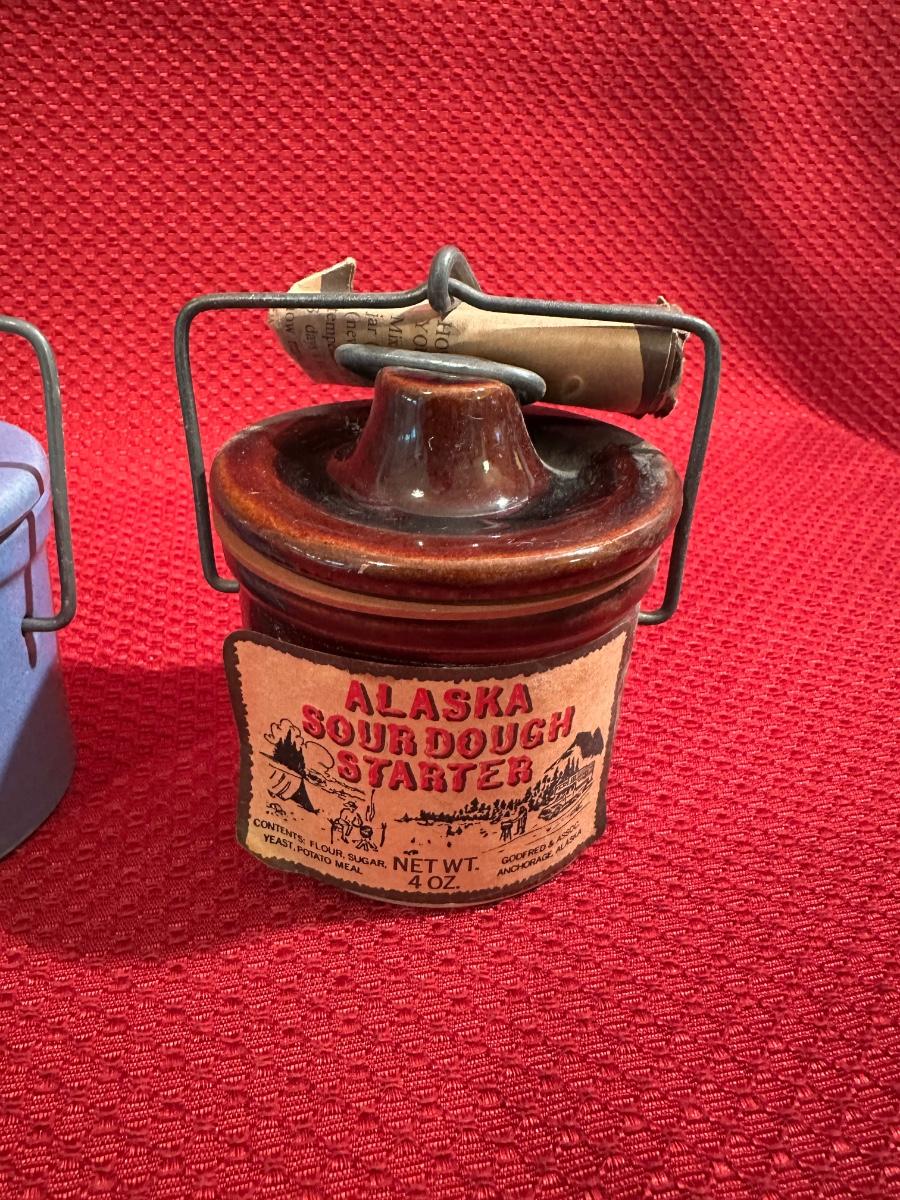 ALASKA
SOURDOUGH
STARTER
CONTENTS: FLOUR, SUGAR,
YEAST, POTATO MEAL
NET WT.
4 OZ.
GODFRED & ASSOC.
ANCHORAGE, ALASKA